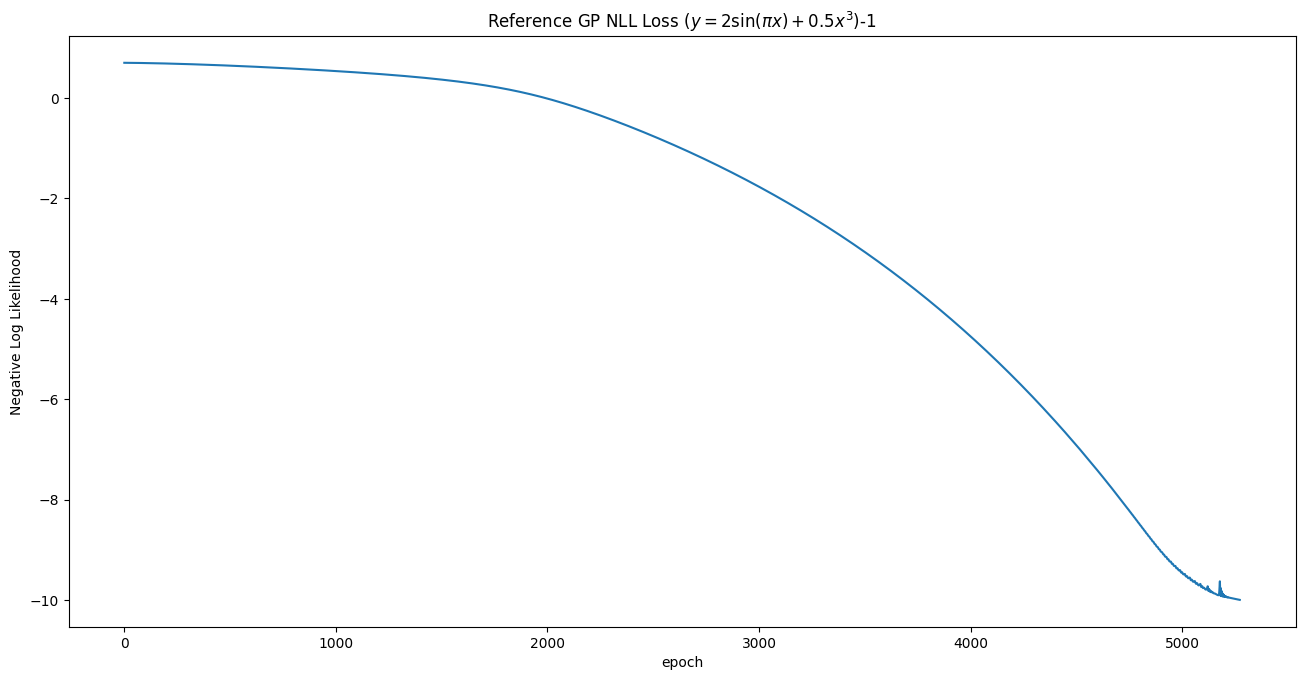 Reference GP NLL Loss ($y = 2\sin(\pi x) + 0.5x^3$)-1
Negative Log Likelihood
0
−2
−4
−6
−8
−10
0 1000 2000 3000 4000 5000
epoch